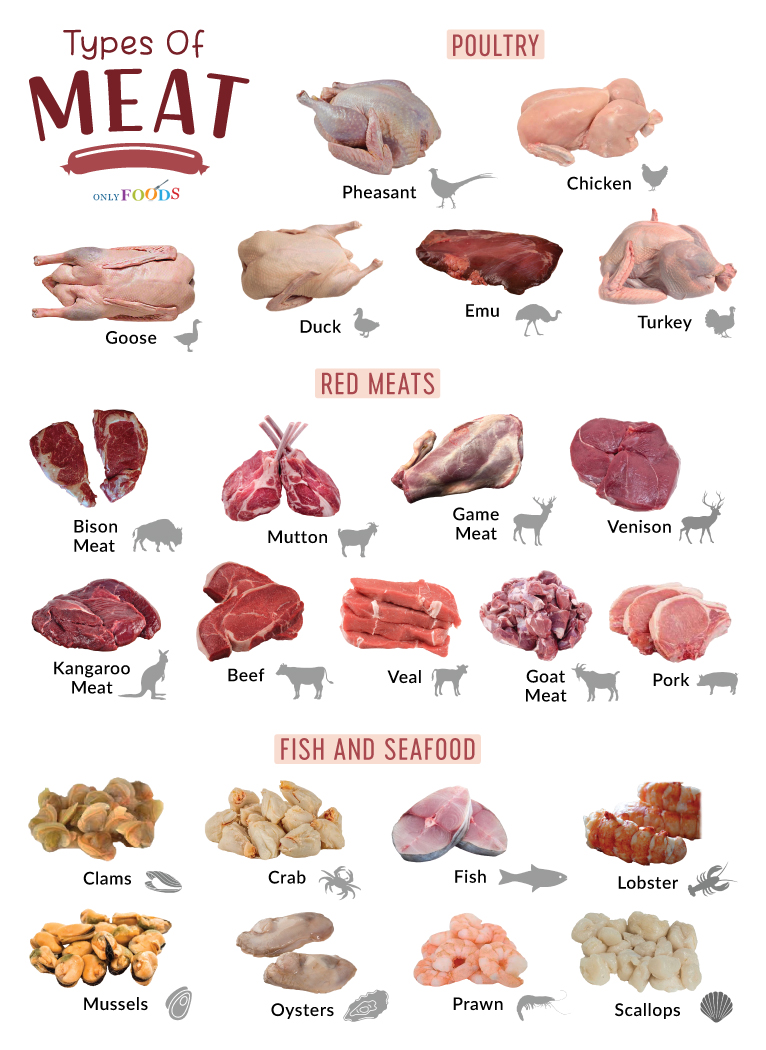 Types Of
MEAT
ONLY FOODS
POULTRY
Pheasant
Chicken
Goose
Duck
Emu
Turkey
RED MEATS
Bison
Meat
Mutton
Game
Meat
Venison
Kangaroo
Meat
Beef
Veal
Goat
Meat
Pork
FISH AND SEAFOOD
Clams
Crab
Fish
Lobster
Mussels
Oysters
Prawn
Scallops